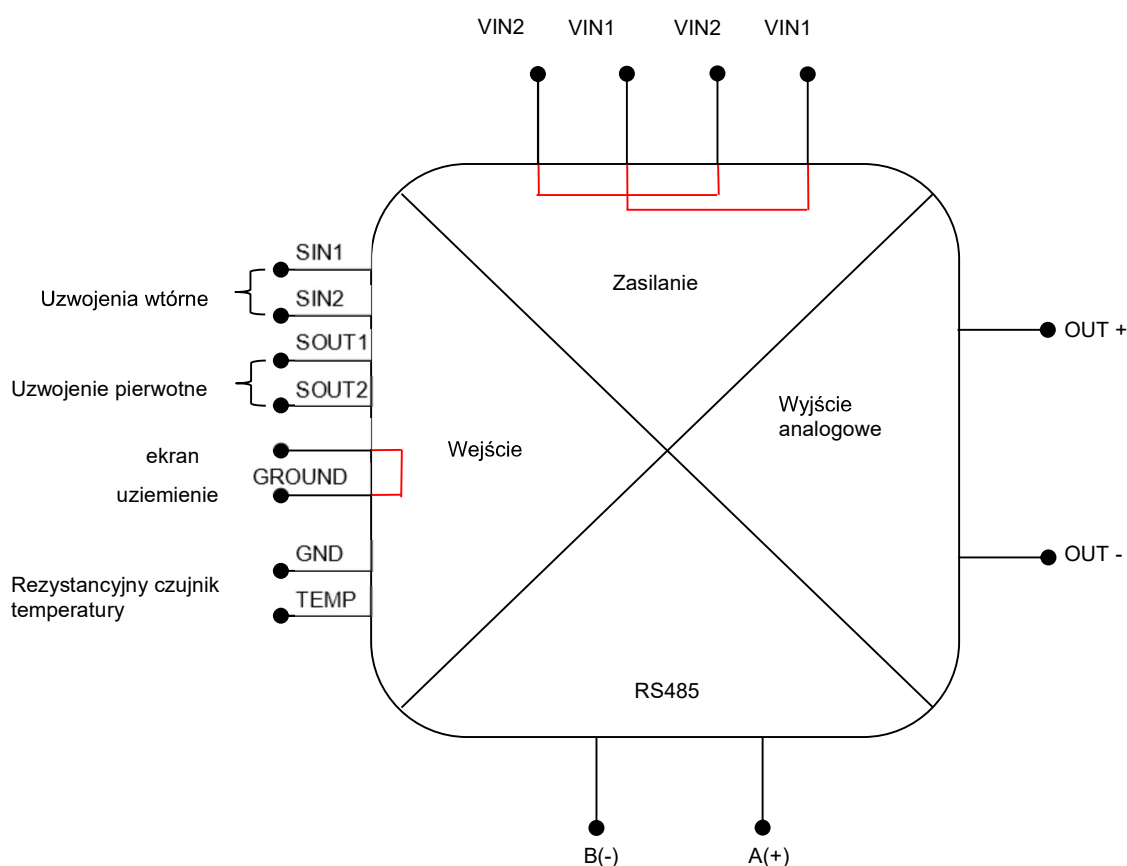 VIN2 VIN1 VIN2 VIN1
SIN1
Uzwojenia wtórne
SIN2
Zasilanie
SOUT1
OUT +
Uzwojenie pierwotne
SOUT2
Wyjście
analogowe
ekran
Wejście
GROUND
uziemienie
GND
OUT -
Rezystancyjny czujnik
temperatury
TEMP
RS485
B(-) A(+)